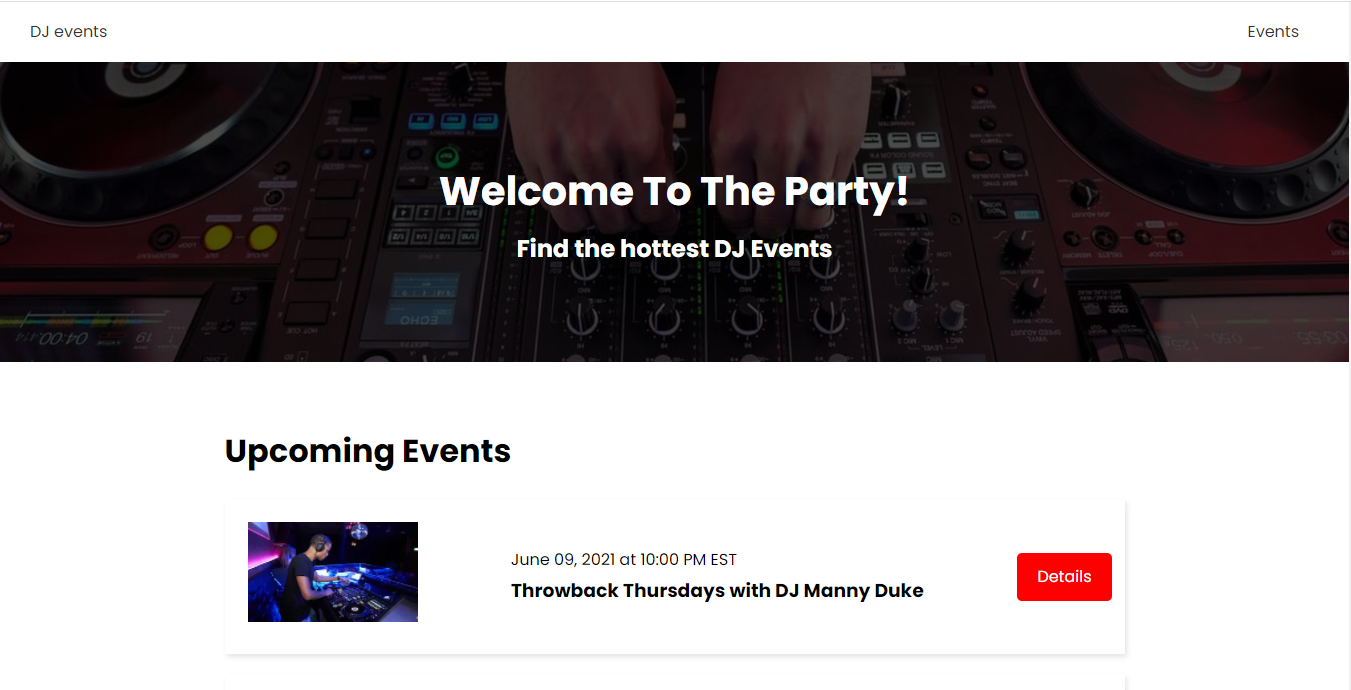 DJ events
Events
Welcome To The Party!
Find the hottest DJ Events
Upcoming Events
June 09, 2021 at 10:00 PM EST
Throwback Thursdays with DJ Manny Duke
Details